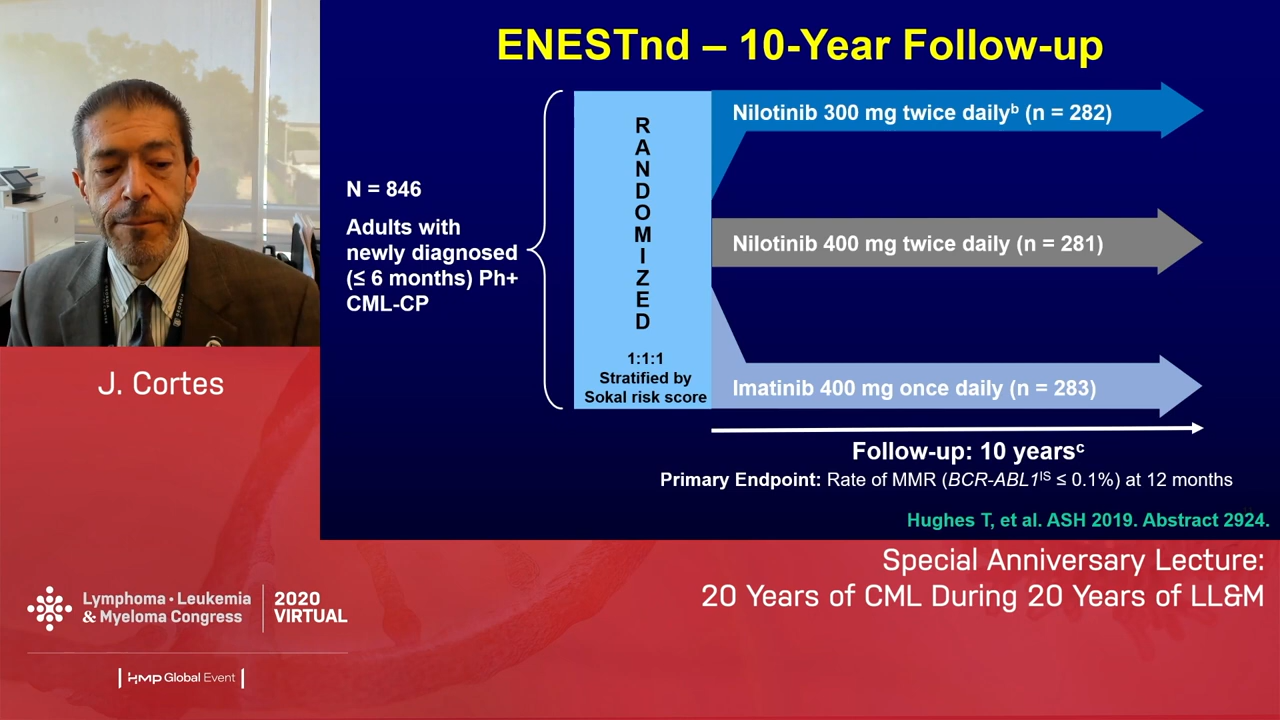 ENESTnd – 10-Year Follow-up
N = 846
Adults with
newly diagnosed
(≤ 6 months) Ph+
CML-CP
RANDOMIZED
1:1:1
Stratified by
Sokal risk score
Nilotinib 300 mg twice dailyᵇ (n = 282)
Nilotinib 400 mg twice daily (n = 281)
Imatinib 400 mg once daily (n = 283)
Follow-up: 10 yearsᶜ
Primary Endpoint: Rate of MMR (BCR-ABL1ᴵˢ ≤ 0.1%) at 12 months
Hughes T, et al. ASH 2019. Abstract 2924.
J. Cortes
Special Anniversary Lecture:
20 Years of CML During 20 Years of LL&M
Lymphoma • Leukemia
& Myeloma Congress
2020
VIRTUAL
HMP Global Event